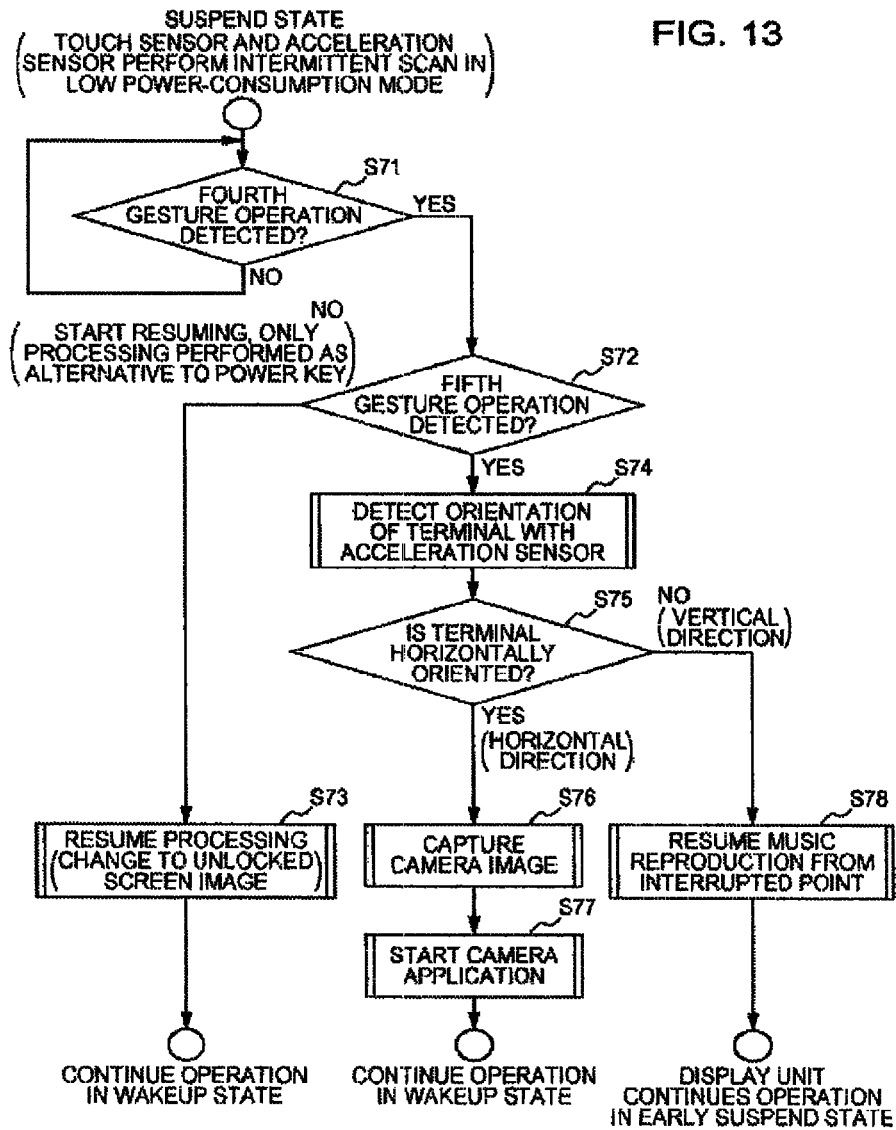 FIG. 13
SUSPEND STATE
(TOUCH SENSOR AND ACCELERATION
SENSOR PERFORM INTERMITTENT SCAN IN
LOW POWER-CONSUMPTION MODE)
S71
FOURTH
GESTURE OPERATION
DETECTED?
YES
NO
NO
(START RESUMING, ONLY
PROCESSING PERFORMED AS
ALTERNATIVE TO POWER KEY)
S72
FIFTH
GESTURE OPERATION
DETECTED?
YES
S74
DETECT ORIENTATION
OF TERMINAL WITH
ACCELERATION SENSOR
S75
IS TERMINAL
HORIZONTALLY
ORIENTED?
NO
(VERTICAL
DIRECTION)
YES
(HORIZONTAL
DIRECTION)
S73
RESUME PROCESSING
(CHANGE TO UNLOCKED
SCREEN IMAGE)
S76
CAPTURE
CAMERA IMAGE
S78
RESUME MUSIC
REPRODUCTION FROM
INTERRUPTED POINT
S77
START CAMERA
APPLICATION
CONTINUE OPERATION
IN WAKEUP STATE
CONTINUE OPERATION
IN WAKEUP STATE
DISPLAY UNIT
CONTINUES OPERATION
IN EARLY SUSPEND STATE